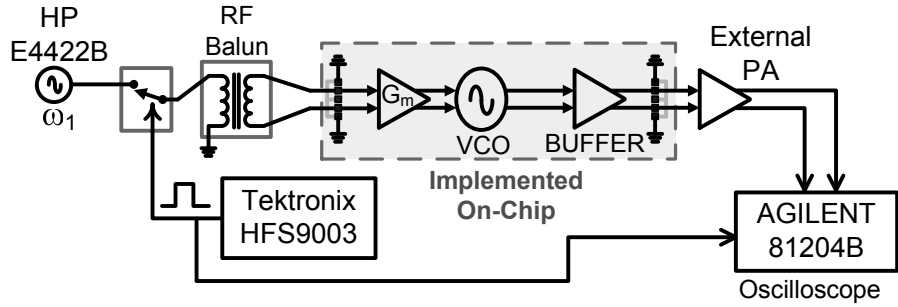 HP
E4422B
ω1
RF
Balun
Gm
VCO
BUFFER
External
PA
Implemented
On-Chip
Tektronix
HFS9003
AGILENT
81204B
Oscilloscope